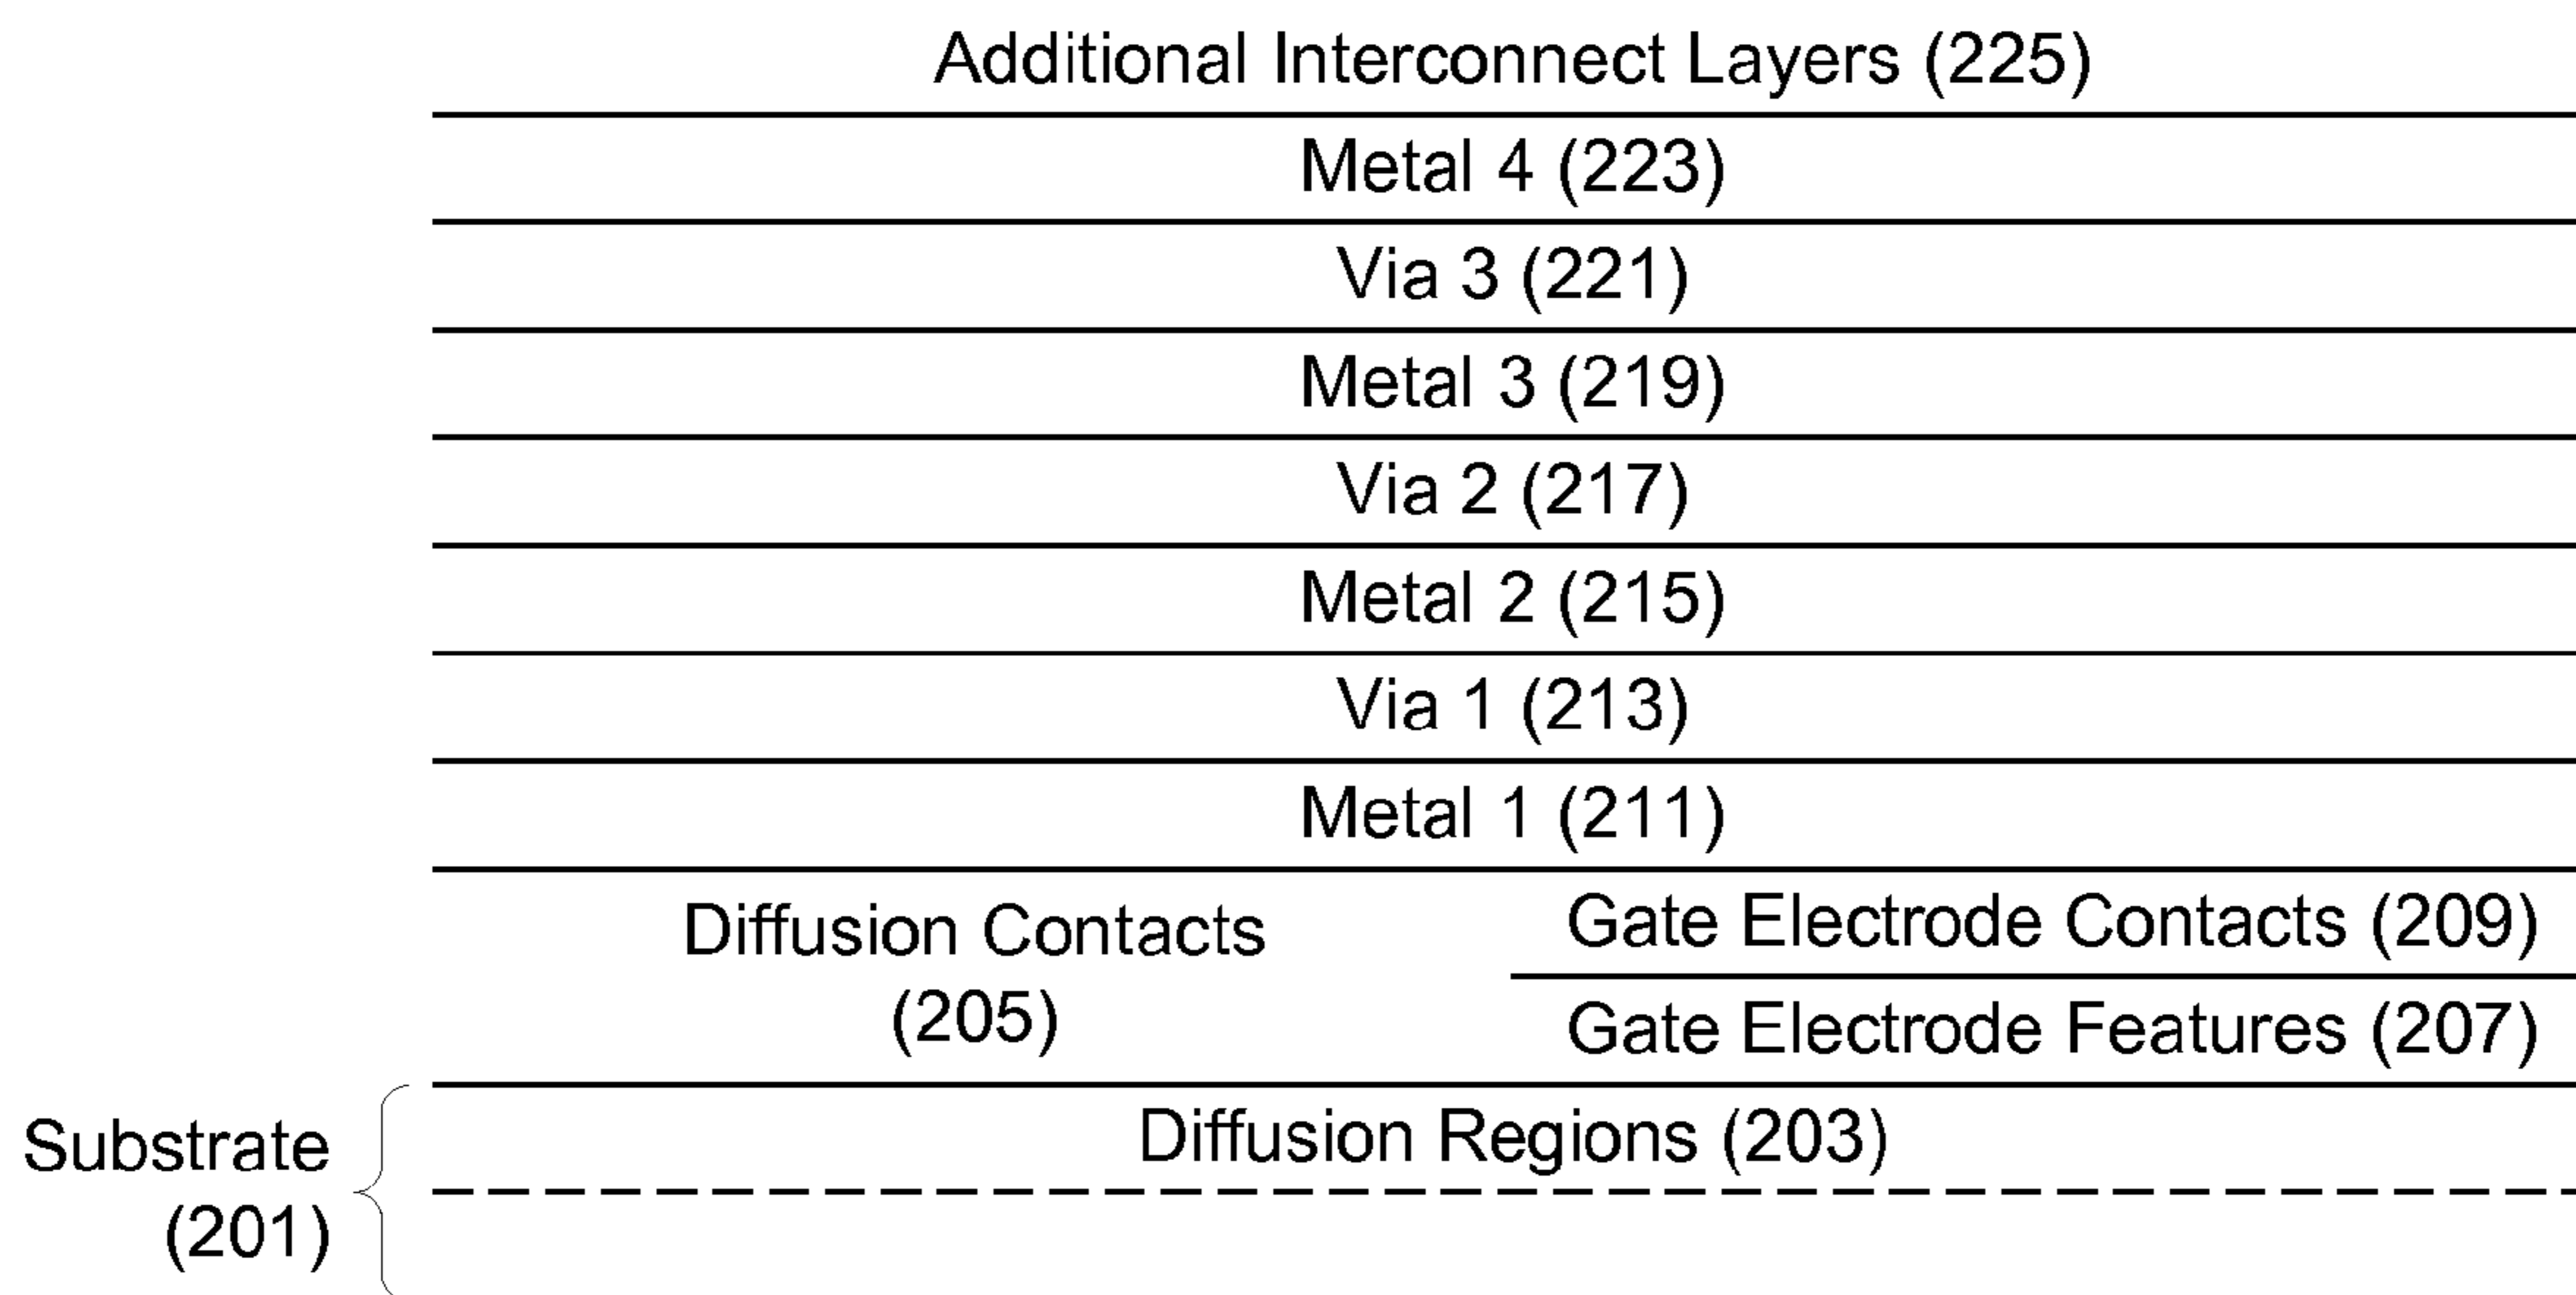 Additional Interconnect Layers (225)
Metal 4 (223)
Via 3 (221)
Metal 3 (219)
Via 2 (217)
Metal 2 (215)
Via 1 (213)
Metal 1 (211)
Diffusion Contacts
(205)
Gate Electrode Contacts (209)
Gate Electrode Features (207)
Substrate
(201)
Diffusion Regions (203)